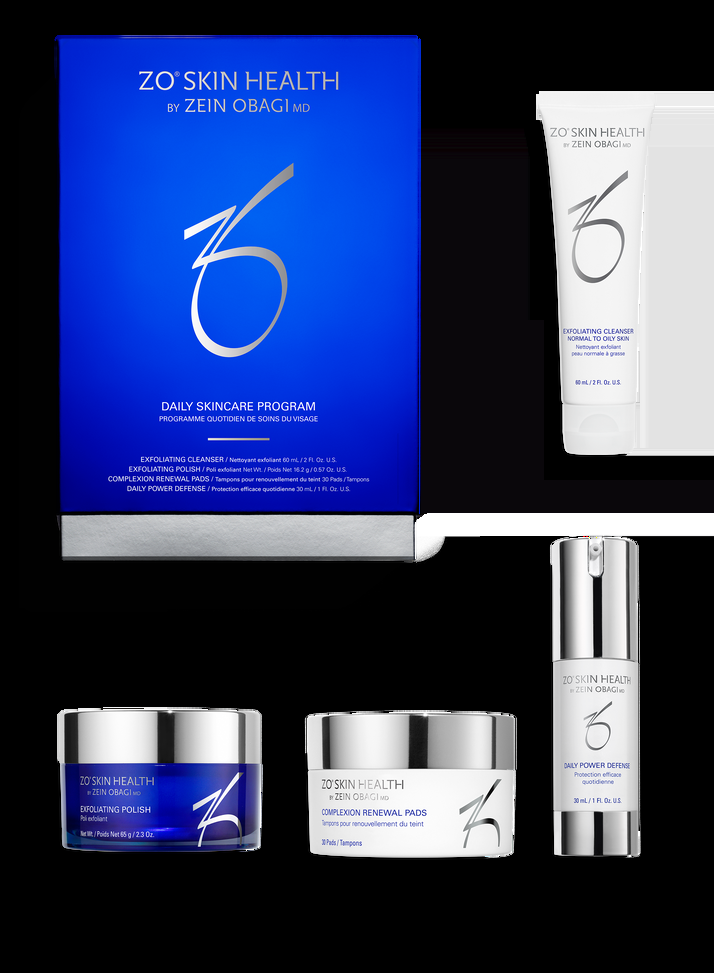 ZO® SKIN HEALTH
BY ZEIN OBAGI MD
DAILY SKINCARE PROGRAM
PROGRAMME QUOTIDIEN DE SOINS DU VISAGE
EXFOLIATING CLEANSER / Nettoyant exfoliant 60 mL / 2 Fl. Oz. U.S.
EXFOLIATING POLISH / Poli exfoliant Net Wt. / Poids Net 16.2 g / 0.57 Oz. U.S.
COMPLEXION RENEWAL PADS / Tampons pour renouvellement du teint 30 Pads / Tampons
DAILY POWER DEFENSE / Protection efficace quotidienne 30 mL / 1 Fl. Oz. U.S.
ZO® SKIN HEALTH
BY ZEIN OBAGI MD
EXFOLIATING CLEANSER
NORMAL TO OILY SKIN
Nettoyant exfoliant
peau normale à grasse
60 mL / 2 Fl. Oz. U.S.
ZO® SKIN HEALTH
BY ZEIN OBAGI MD
EXFOLIATING POLISH
Poli exfoliant
Net Wt. / Poids Net 65 g / 2.3 Oz.
ZO® SKIN HEALTH
BY ZEIN OBAGI MD
COMPLEXION RENEWAL PADS
Tampons pour renouvellement du teint
30 Pads / Tampons
ZO® SKIN HEALTH
BY ZEIN OBAGI MD
DAILY POWER DEFENSE
Protection efficace
quotidienne
30 mL / 1 Fl. Oz. U.S.